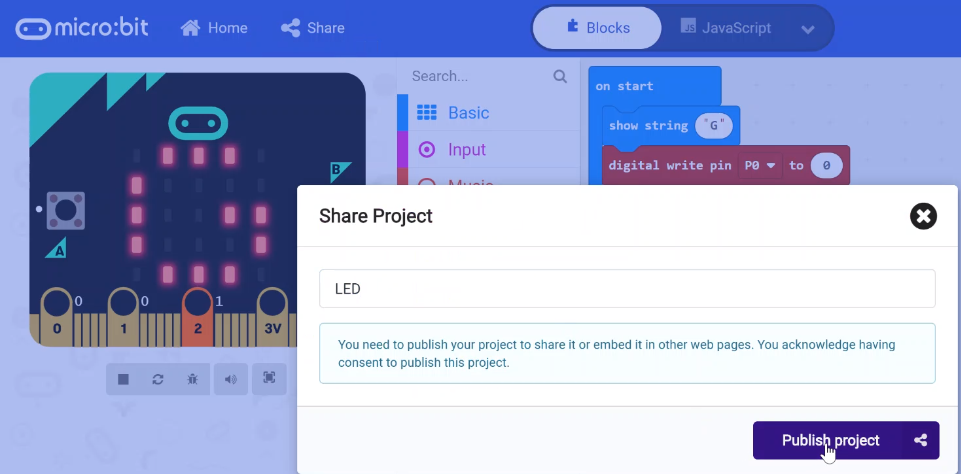 micro:bit Home Share Blocks JS JavaScript
Search...
on start
Basic
show string "G"
Input
digital write pin P0 to 0
B
Share Project
A
LED
0 0 1
0 1 2 3V
You need to publish your project to share it or embed it in other web pages. You acknowledge having
consent to publish this project.
Publish project